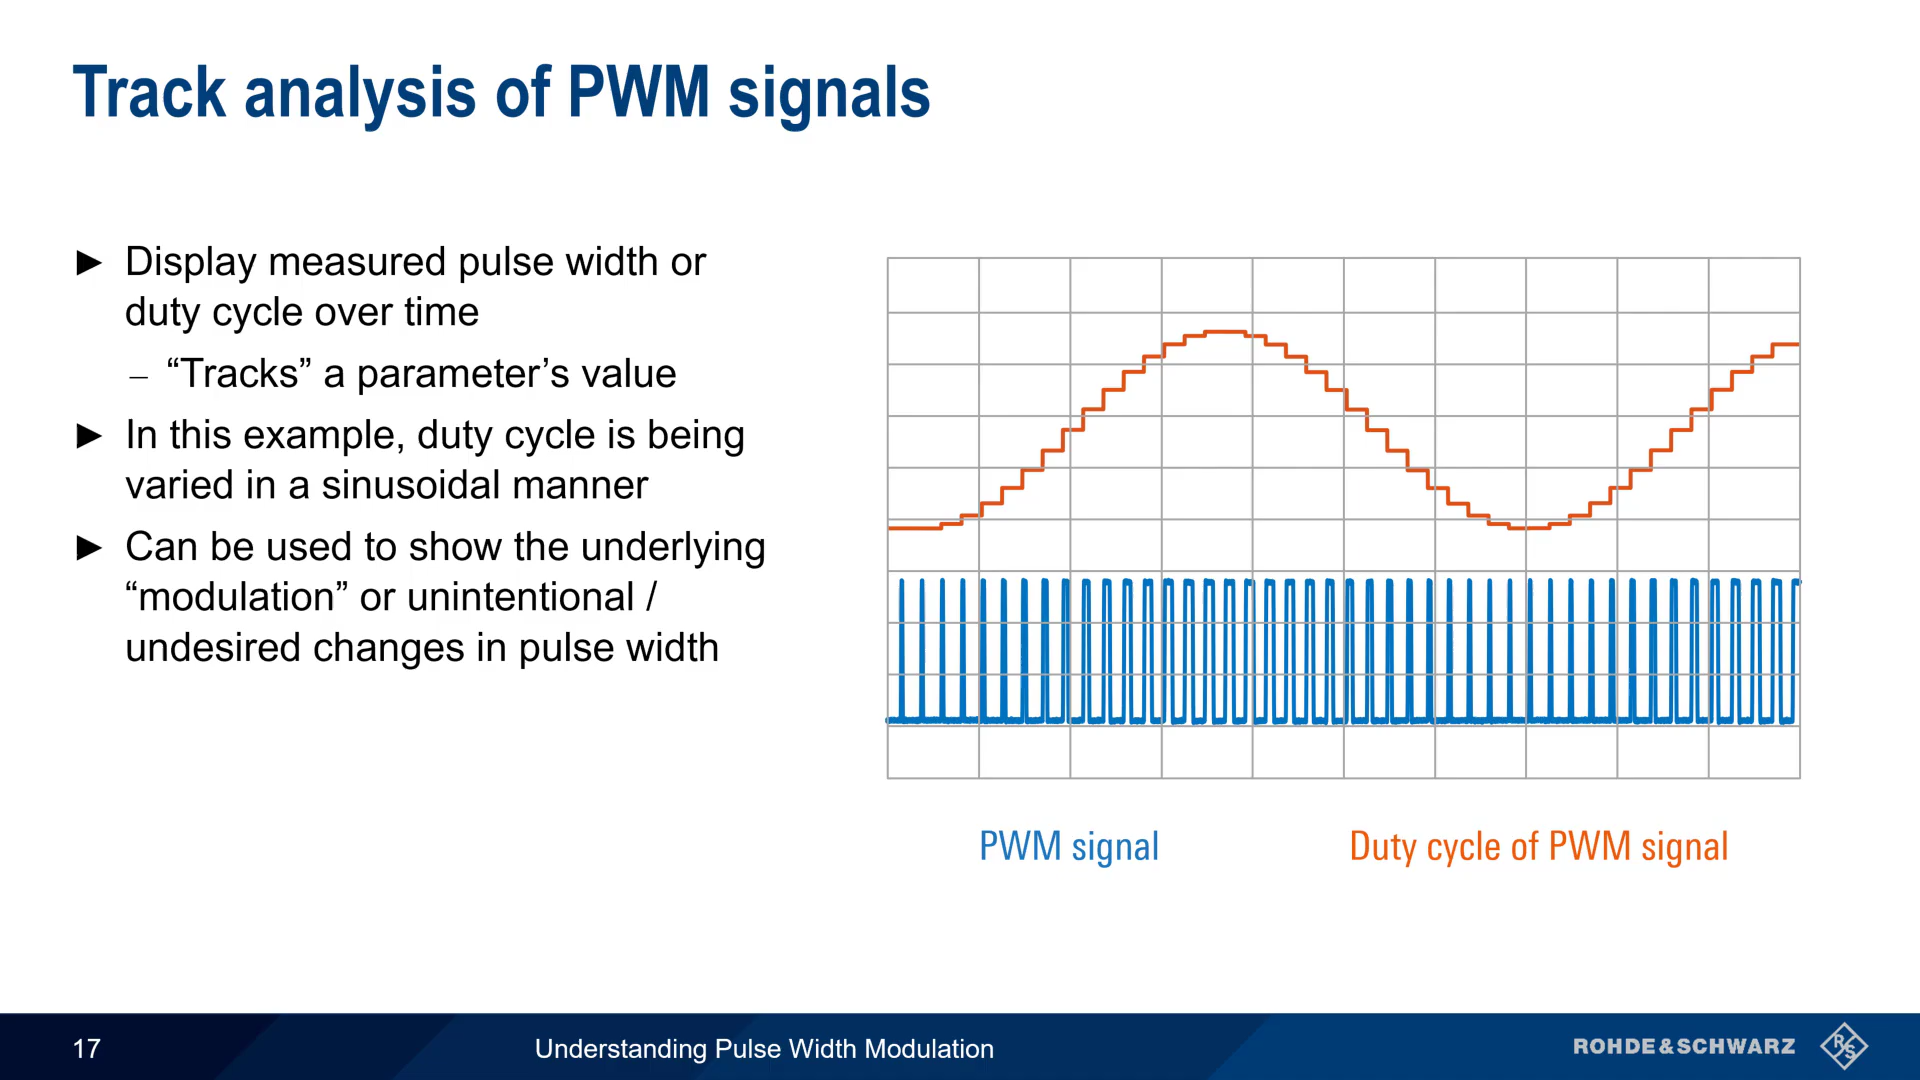 Track analysis of PWM signals
► Display measured pulse width or
duty cycle over time
– “Tracks” a parameter’s value
► In this example, duty cycle is being
varied in a sinusoidal manner
► Can be used to show the underlying
“modulation” or unintentional /
undesired changes in pulse width
PWM signal
Duty cycle of PWM signal
17
Understanding Pulse Width Modulation
ROHDE&SCHWARZ
R&S